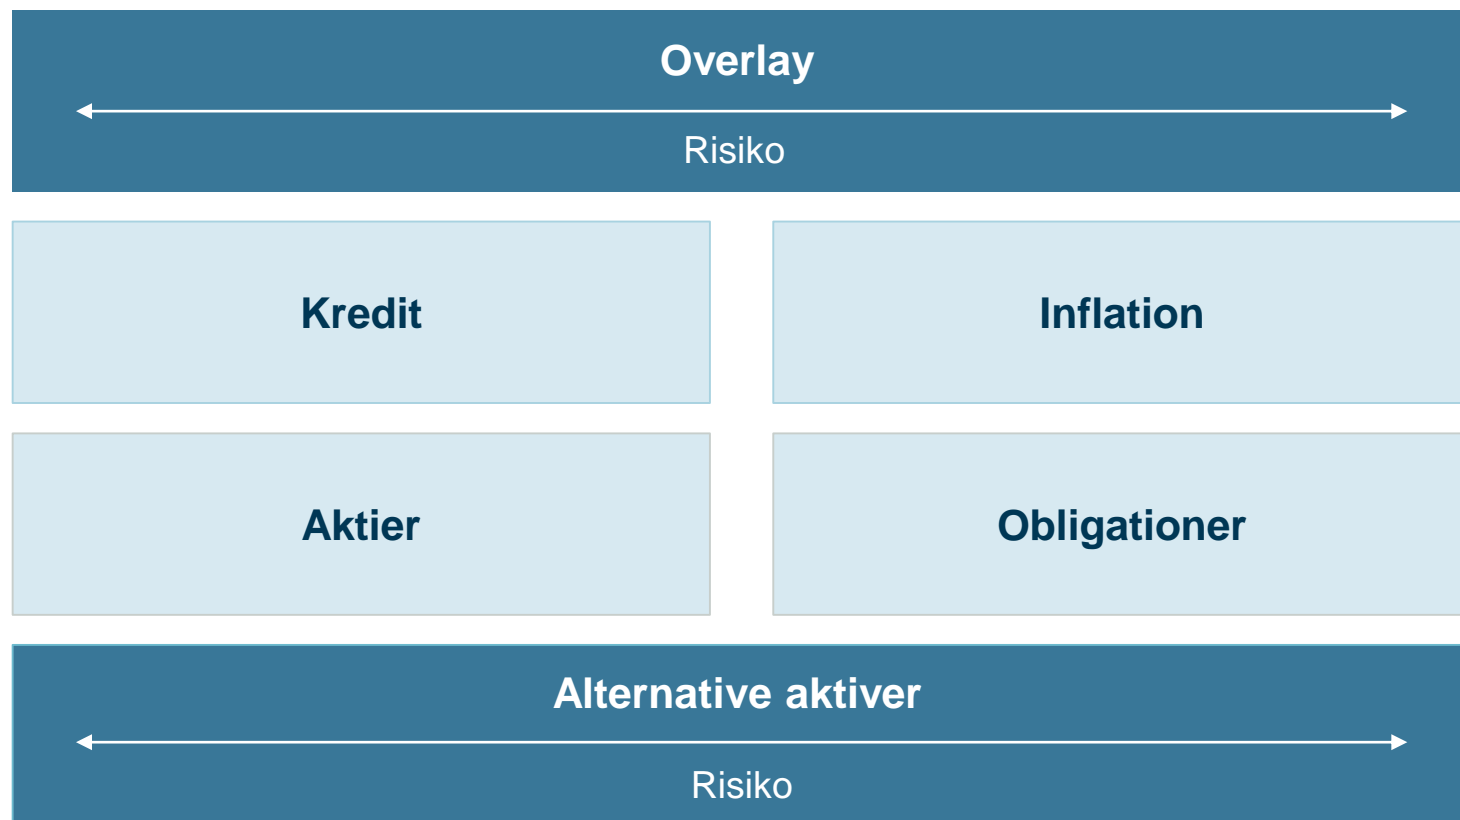 Overlay
Risiko
Kredit
Inflation
Aktier
Obligationer
Alternative aktiver
Risiko